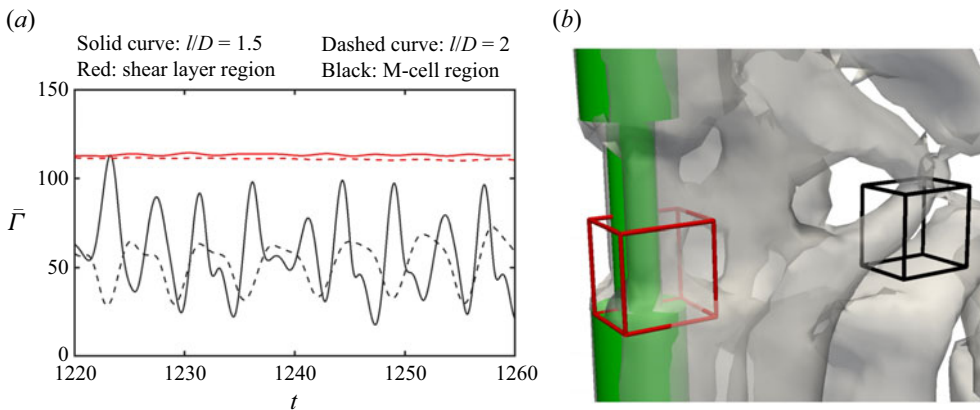 (a)
Solid curve: l/D = 1.5 Dashed curve: l/D = 2
Red: shear layer region Black: M-cell region
150
100
Γ̄
50
0
1220 1230 1240 1250 1260
t
(b)